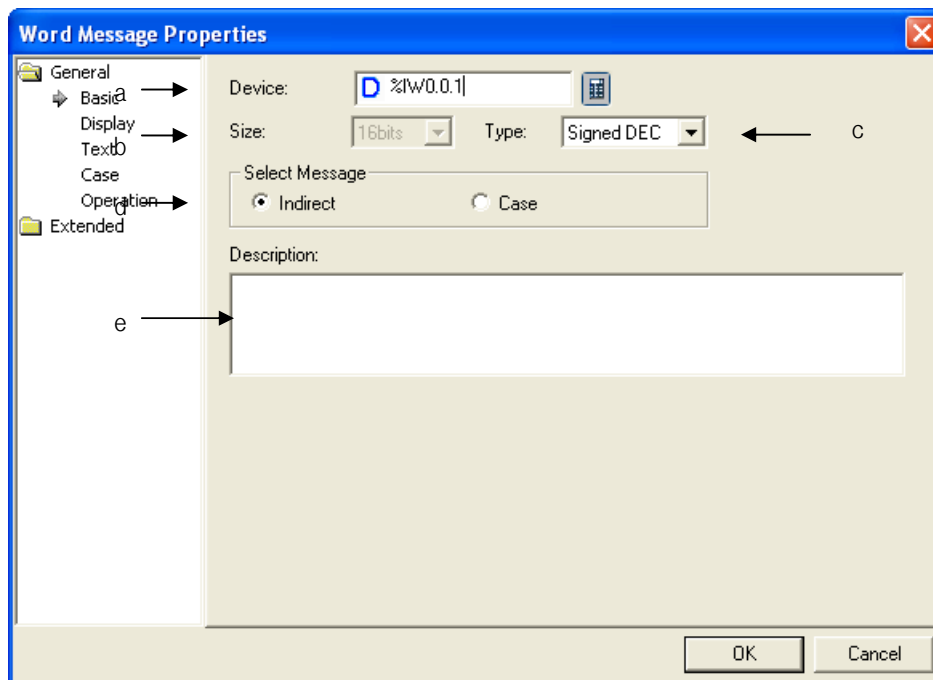 Word Message Properties
General
Basic
Display
Text
Case
Operation
Extended
a
b
d
e
Device: D %IW0.0.1
Size: 16bits Type: Signed DEC
c
Select Message
Indirect Case
Description:
OK Cancel